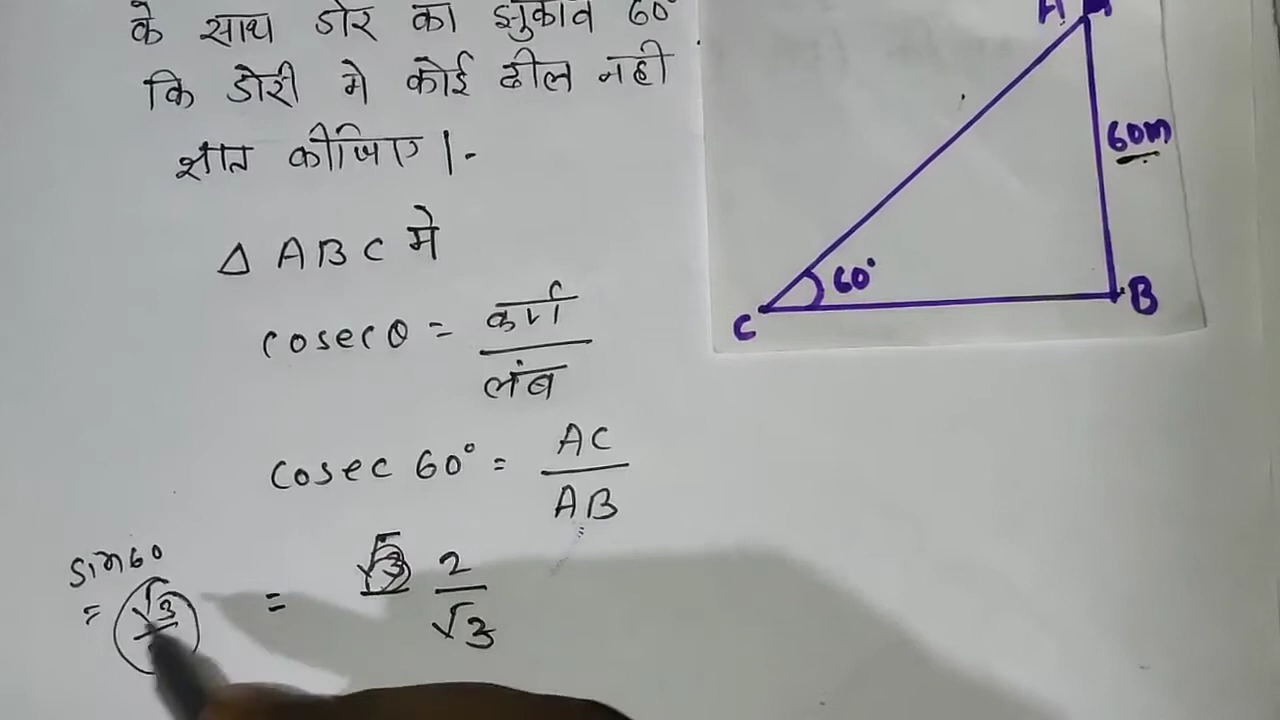 के साथ डोर का झुकाव 60°
कि डोरी मे कोई ढील नही
ज्ञात कीजिए।-
Δ ABC मे
cosecθ = कर्ण / लंब
cosec 60° = AC / AB
sin60
= √3
= 2 / √3
A
60m
60°
C
B